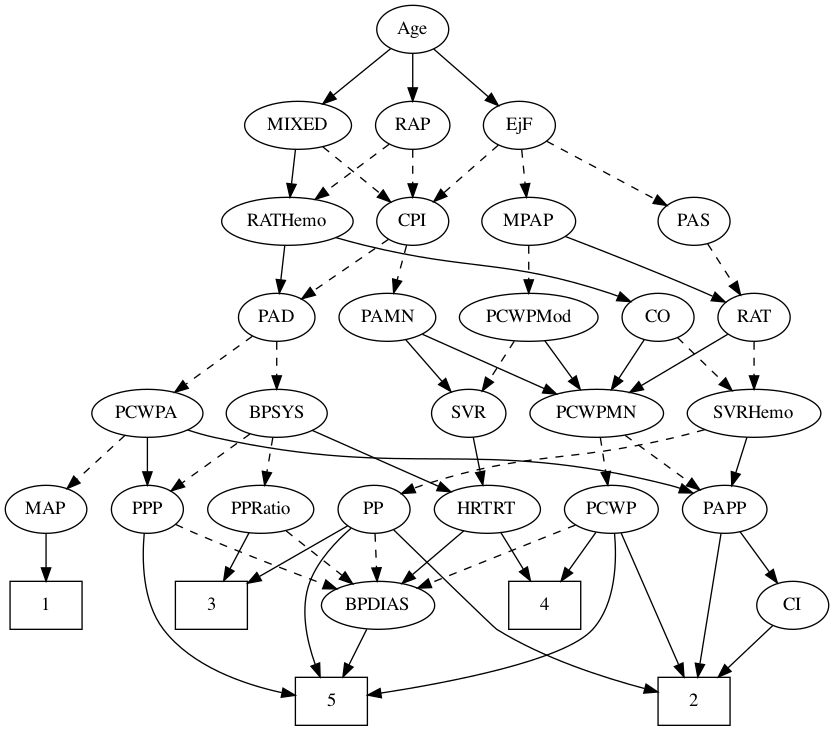 Age
MIXED RAP EjF
RATHemo CPI MPAP PAS
PAD PAMN PCWPMod CO RAT
PCWPA BPSYS SVR PCWPMN SVRHemo
MAP PPP PPRatio PP HRTRT PCWP PAPP
1 3 BPDIAS 4 CI
5 2